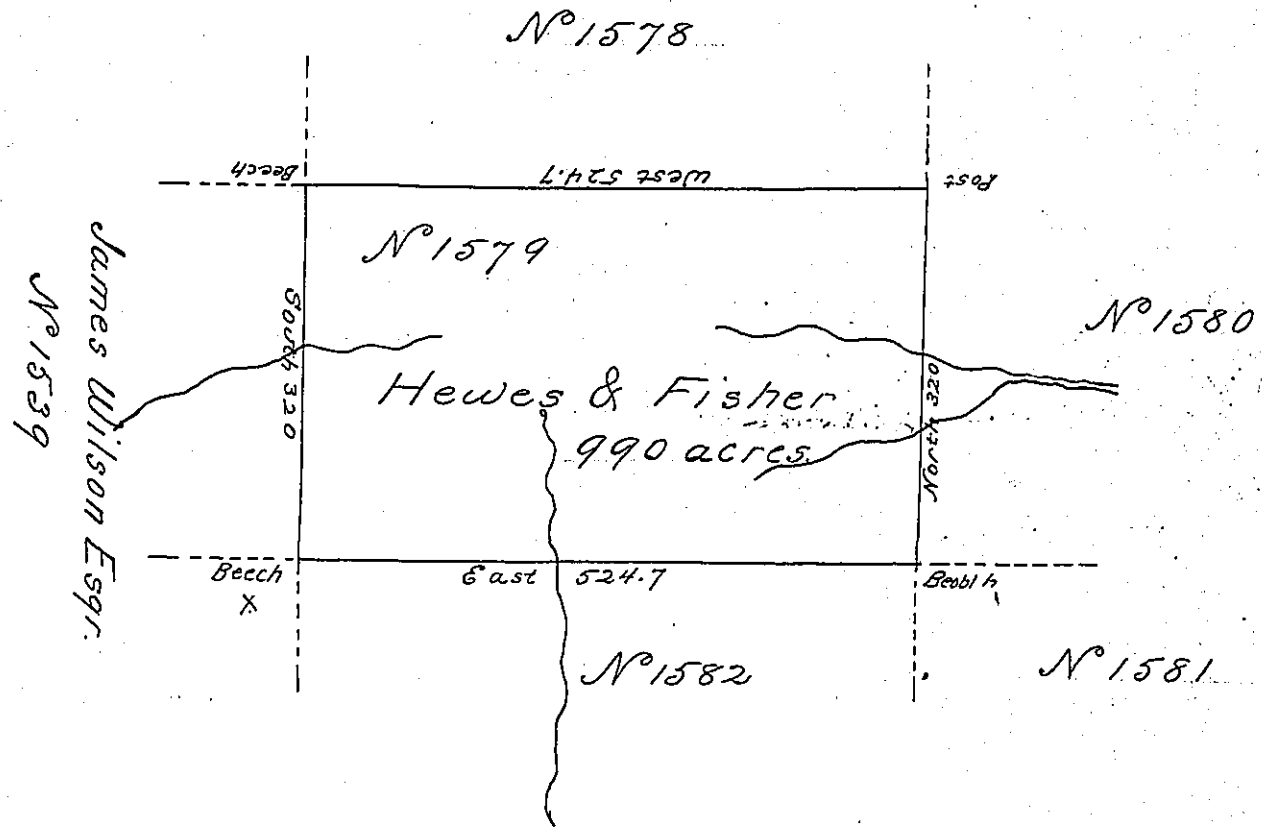 Nº 1578
Beech
West 524.7
Post
Nº 1579
South 320
Nº 1580
James Wilson Esqr.
Nº 1539
Hewes & Fisher
990 acres
North 320
Beech
X
East 524.7
Nº 1582
Nº 1581